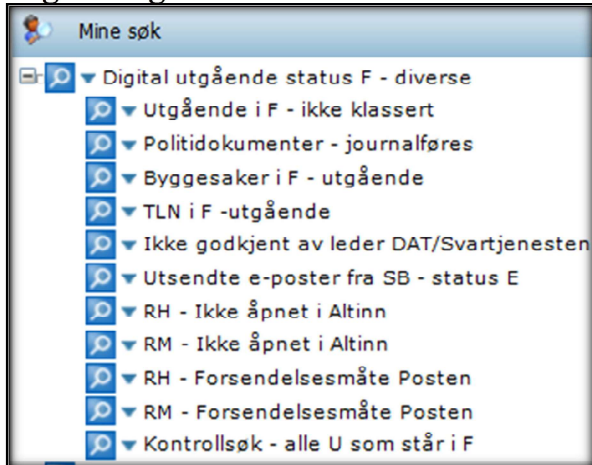 Mine søk
Digital utgående status F - diverse
Utgående i F - ikke klassert
Politidokumenter - journalføres
Byggesaker i F - utgående
TLN i F -utgående
Ikke godkjent av leder DAT/Svartjenesten
Utsendte e-poster fra SB - status E
RH - Ikke åpnet i Altinn
RM - Ikke åpnet i Altinn
RH - Forsendelsesmåte Posten
RM - Forsendelsesmåte Posten
Kontrollsøk - alle U som står i F